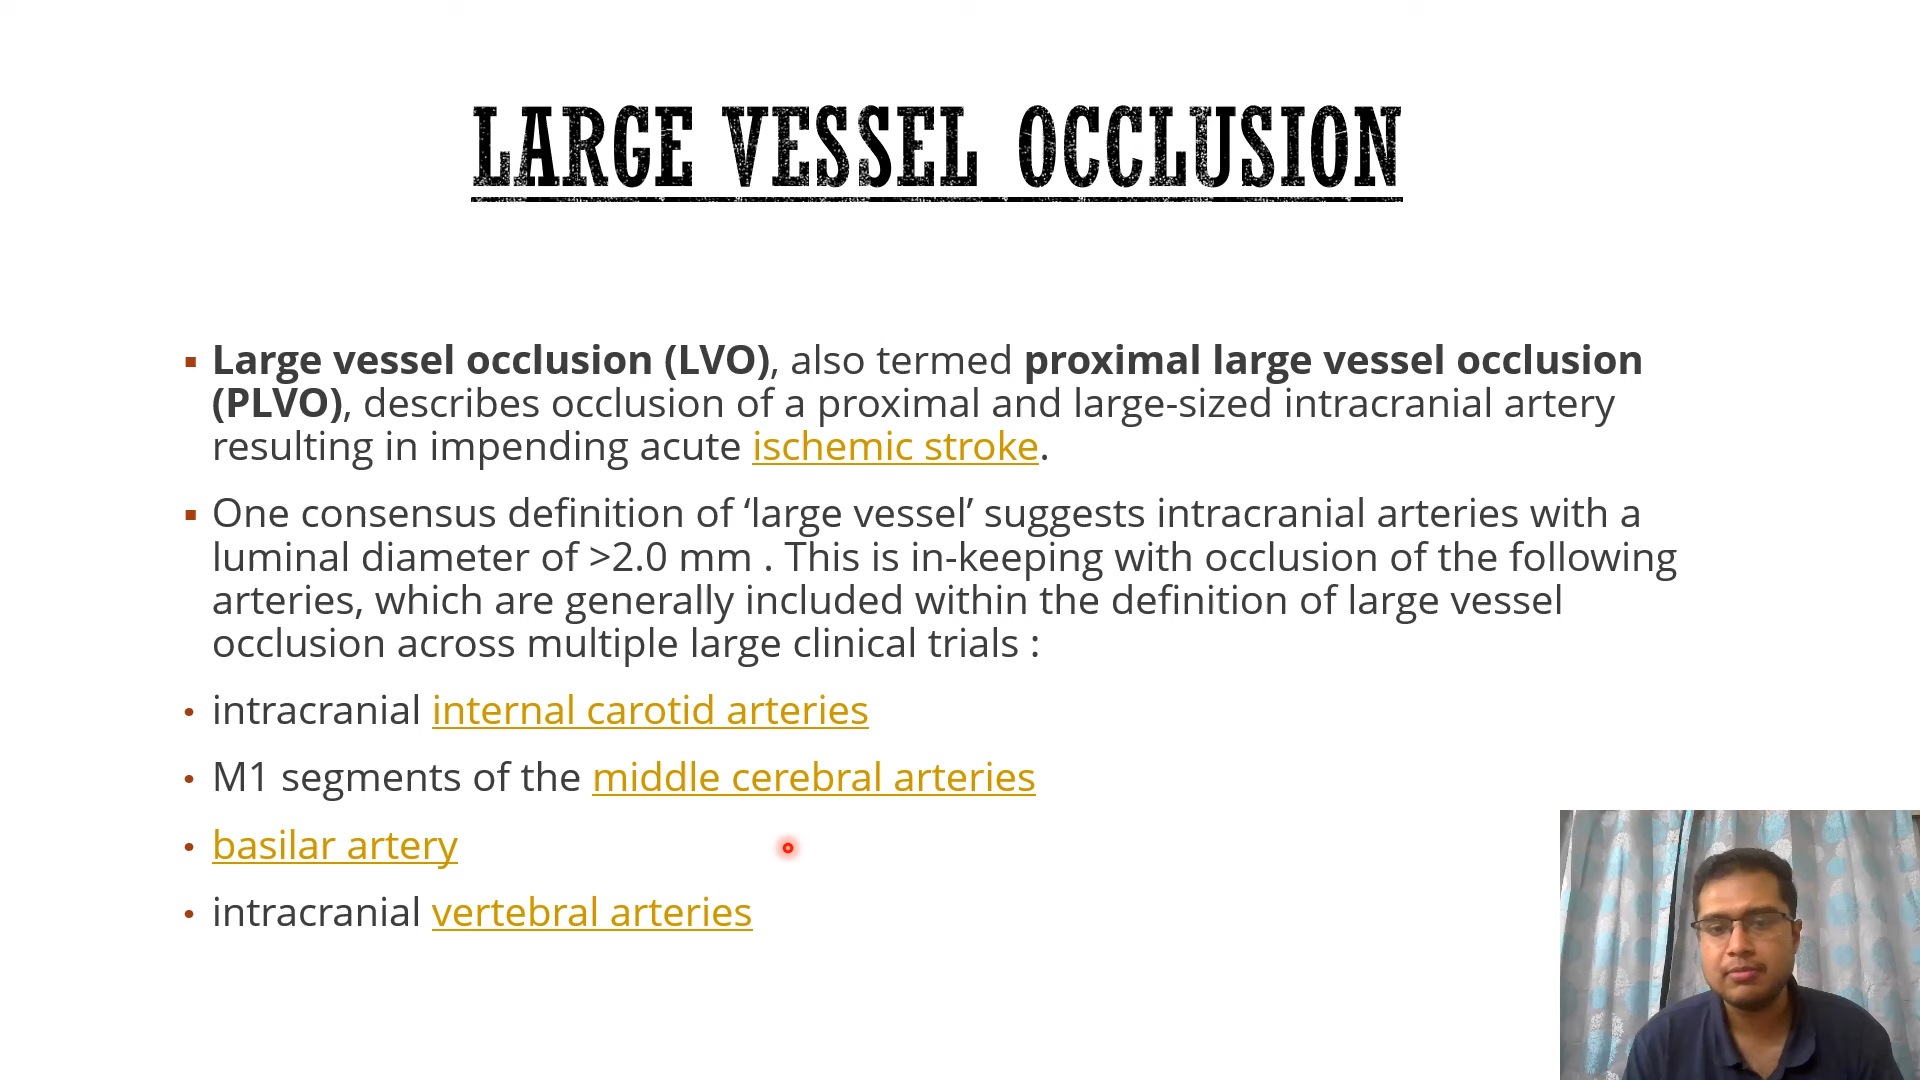 LARGE VESSEL OCCLUSION
Large vessel occlusion (LVO), also termed proximal large vessel occlusion
(PLVO), describes occlusion of a proximal and large-sized intracranial artery
resulting in impending acute ischemic stroke.
One consensus definition of ‘large vessel’ suggests intracranial arteries with a
luminal diameter of >2.0 mm . This is in-keeping with occlusion of the following
arteries, which are generally included within the definition of large vessel
occlusion across multiple large clinical trials :
intracranial internal carotid arteries
M1 segments of the middle cerebral arteries
basilar artery
intracranial vertebral arteries